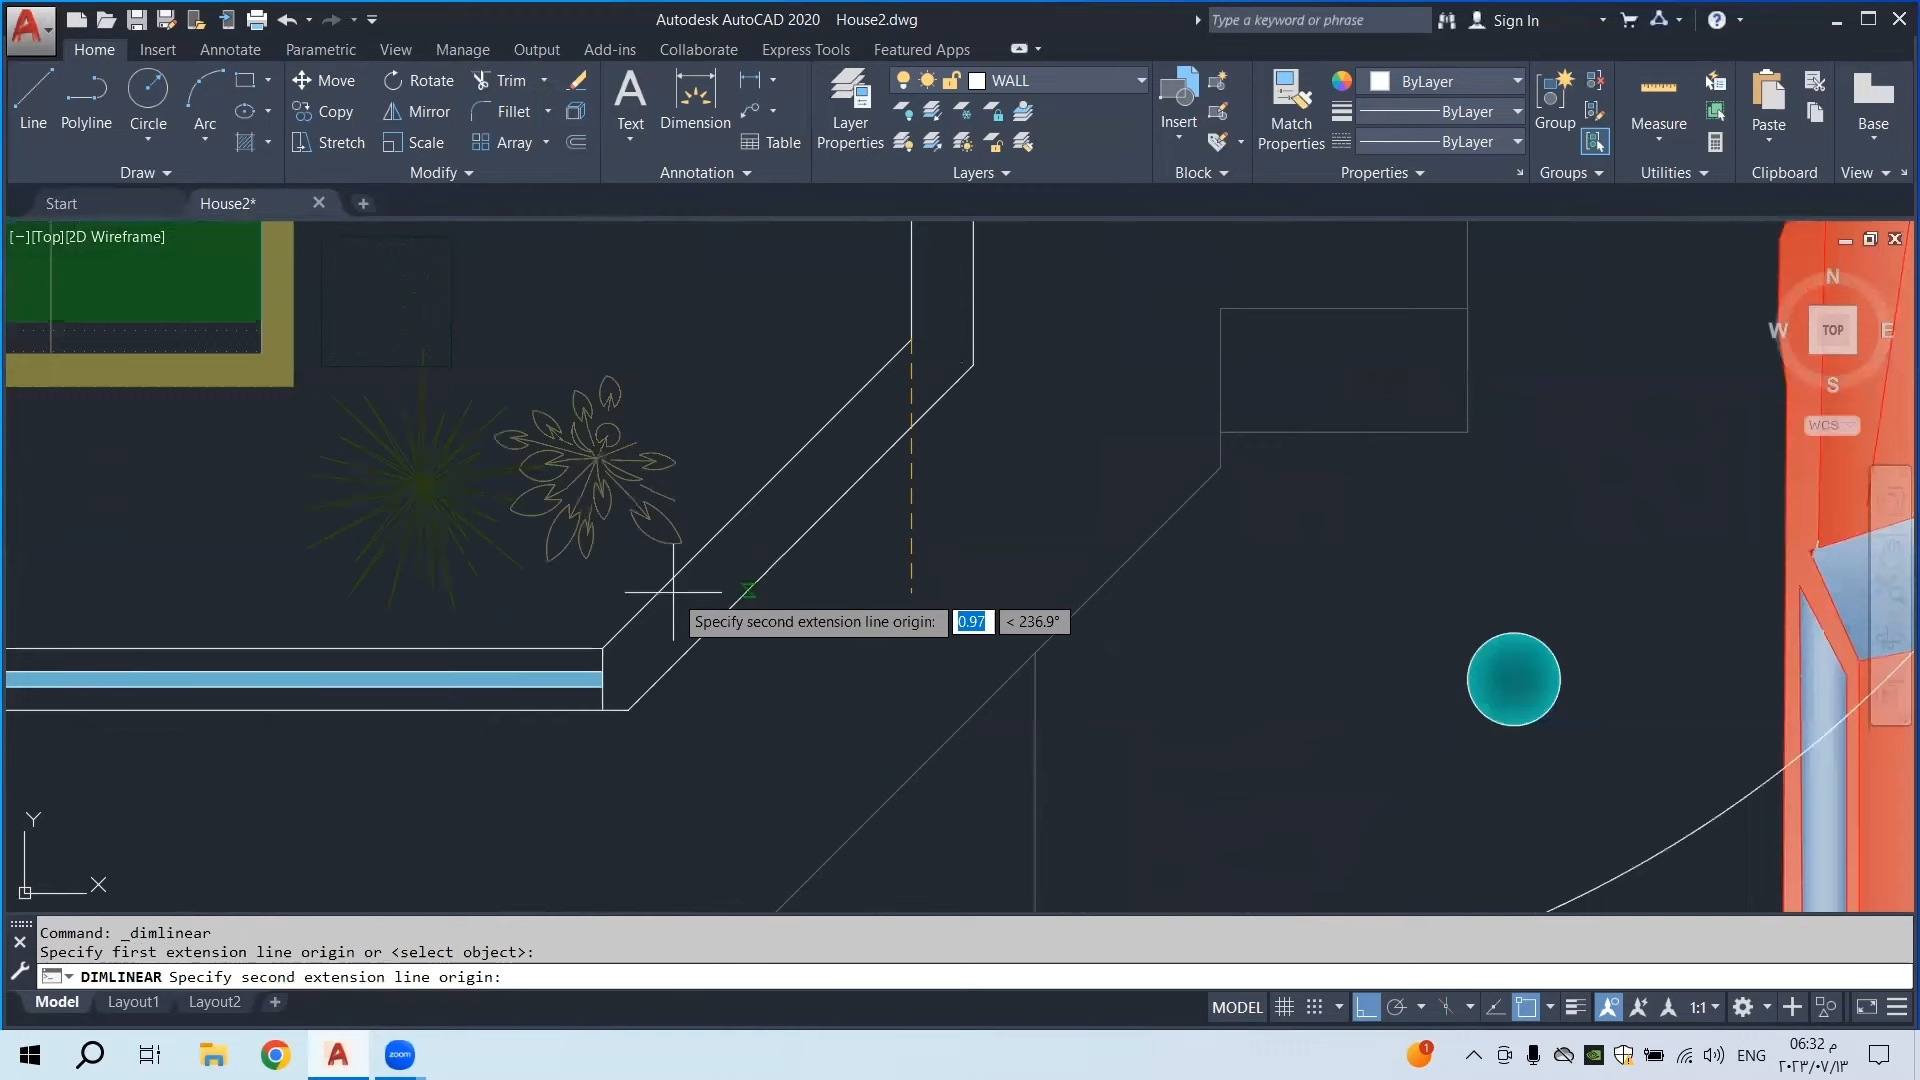 Autodesk AutoCAD 2020 House2.dwg
Type a keyword or phrase
Sign In
Home Insert Annotate Parametric View Manage Output Add-ins Collaborate Express Tools Featured Apps
Line Polyline Circle Arc
Draw
Move Rotate Trim
Copy Mirror Fillet
Stretch Scale Array
Modify
Text Dimension
Table
Annotation
Layer
Properties
WALL
Layers
Insert
Block
Match
Properties
ByLayer
ByLayer
ByLayer
Properties
Group
Groups
Measure
Utilities
Paste
Clipboard
Base
View
Start House2*
[−][Top][2D Wireframe]
N
W TOP E
S
WCS
Specify second extension line origin: 0.97 < 236.9°
Y
X
Command: _dimlinear
Specify first extension line origin or <select object>:
DIMLINEAR Specify second extension line origin:
Model Layout1 Layout2
MODEL 1:1
zoom
1
ENG
06:32 م
٢٠٢٣/٠٧/١٣